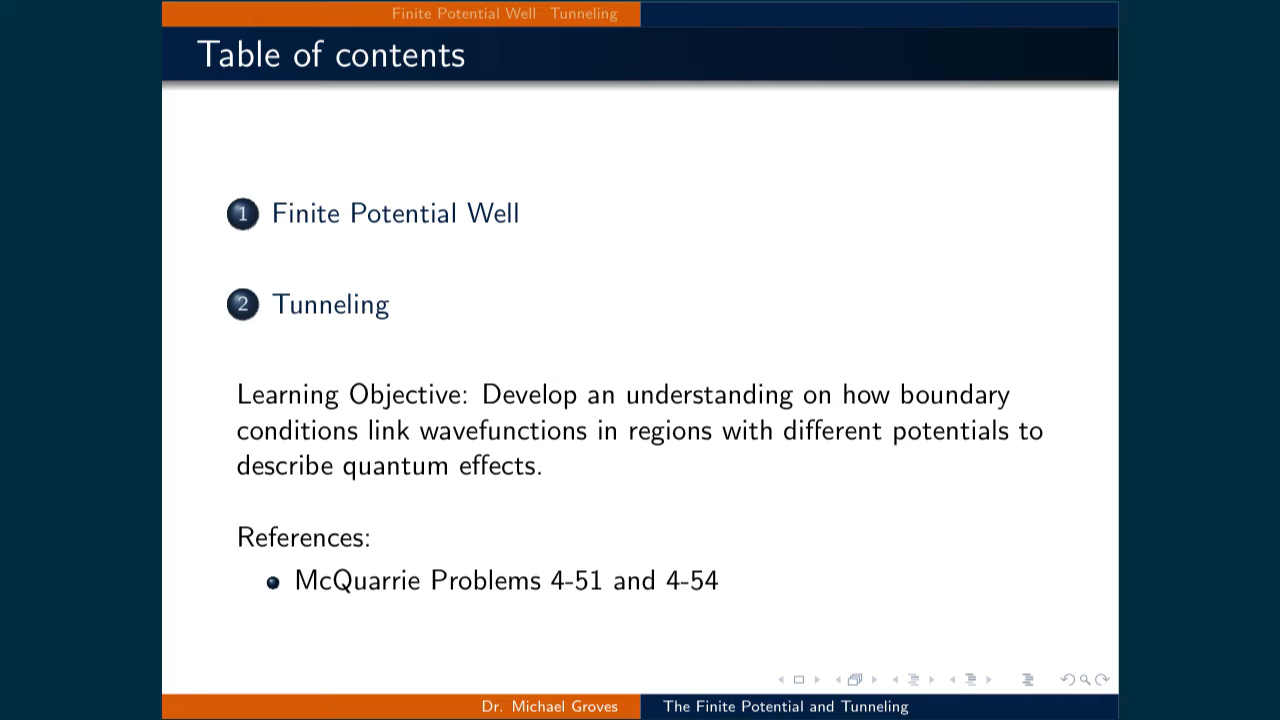 Finite Potential Well Tunneling
Table of contents
1 Finite Potential Well
2 Tunneling
Learning Objective: Develop an understanding on how boundary
conditions link wavefunctions in regions with different potentials to
describe quantum effects.
References:
McQuarrie Problems 4-51 and 4-54
Dr. Michael Groves The Finite Potential and Tunneling